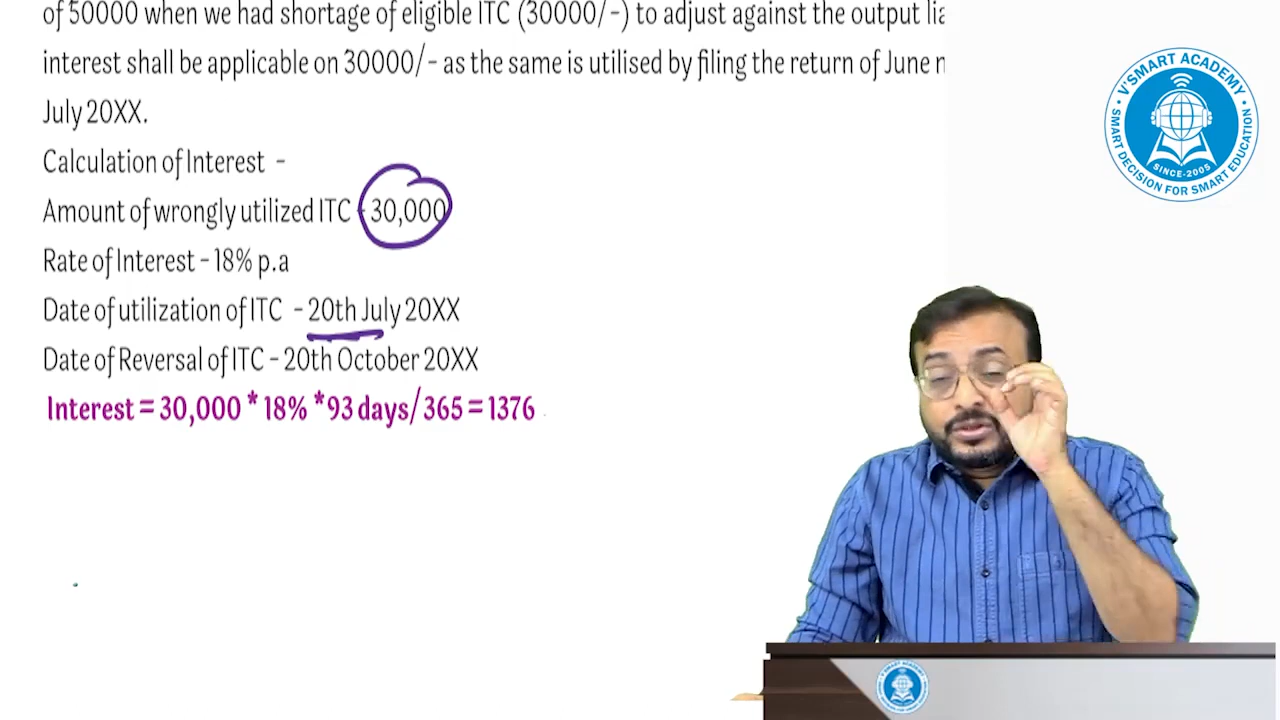 of 50000 when we had shortage of eligible ITC (30000/-) to adjust against the output
interest shall be applicable on 30000/- as the same is utilised by filing the return of June
July 20XX.
Calculation of Interest -
Amount of wrongly utilized ITC - 30,000
Rate of Interest - 18% p.a
Date of utilization of ITC - 20th July 20XX
Date of Reversal of ITC - 20th October 20XX
Interest = 30,000 * 18% *93 days/ 365 = 1376
V'SMART ACADEMY
SINCE-2005
SMART DECISION FOR SMART EDUCATION